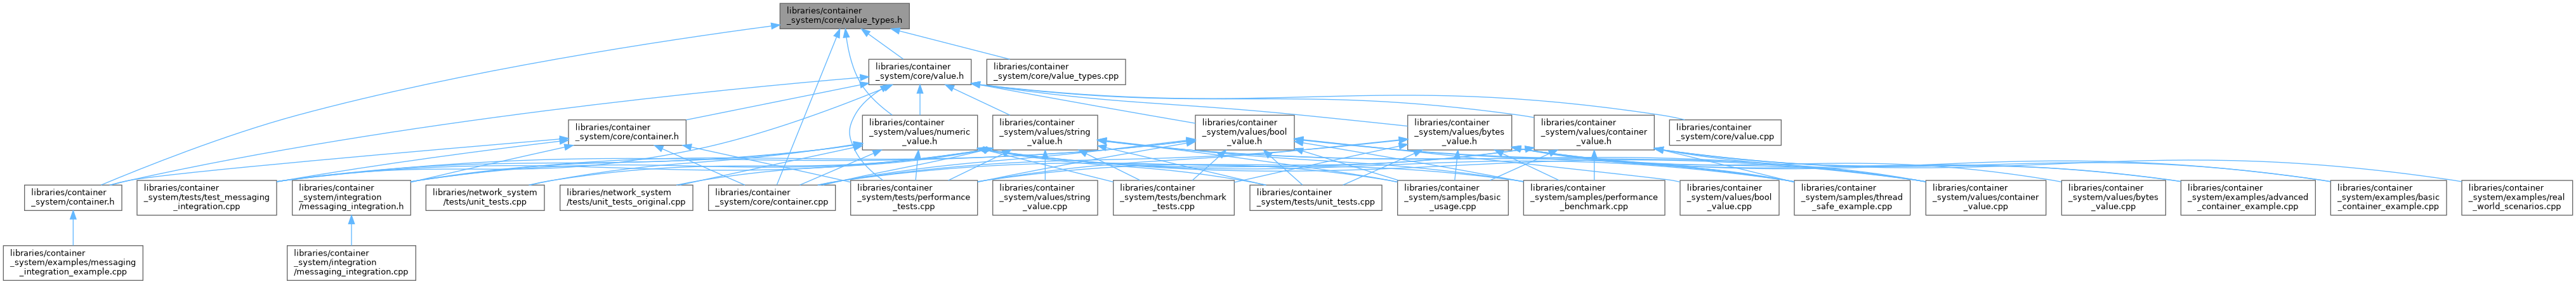 libraries/container
_system/core/value_types.h
libraries/container
_system/core/value.h
libraries/container
_system/core/value_types.cpp
libraries/container
_system/core/container.h
libraries/container
_system/values/numeric
_value.h
libraries/container
_system/values/string
_value.h
libraries/container
_system/values/bool
_value.h
libraries/container
_system/values/bytes
_value.h
libraries/container
_system/values/container
_value.h
libraries/container
_system/core/value.cpp
libraries/container
_system/container.h
libraries/container
_system/tests/test_messaging
_integration.cpp
libraries/container
_system/integration
/messaging_integration.h
libraries/network_system
/tests/unit_tests.cpp
libraries/network_system
/tests/unit_tests_original.cpp
libraries/container
_system/core/container.cpp
libraries/container
_system/tests/performance
_tests.cpp
libraries/container
_system/values/string
_value.cpp
libraries/container
_system/tests/benchmark
_tests.cpp
libraries/container
_system/tests/unit_tests.cpp
libraries/container
_system/samples/basic
_usage.cpp
libraries/container
_system/samples/performance
_benchmark.cpp
libraries/container
_system/values/bool
_value.cpp
libraries/container
_system/samples/thread
_safe_example.cpp
libraries/container
_system/values/container
_value.cpp
libraries/container
_system/values/bytes
_value.cpp
libraries/container
_system/examples/advanced
_container_example.cpp
libraries/container
_system/examples/basic
_container_example.cpp
libraries/container
_system/examples/real
_world_scenarios.cpp
libraries/container
_system/examples/messaging
_integration_example.cpp
libraries/container
_system/integration
/messaging_integration.cpp